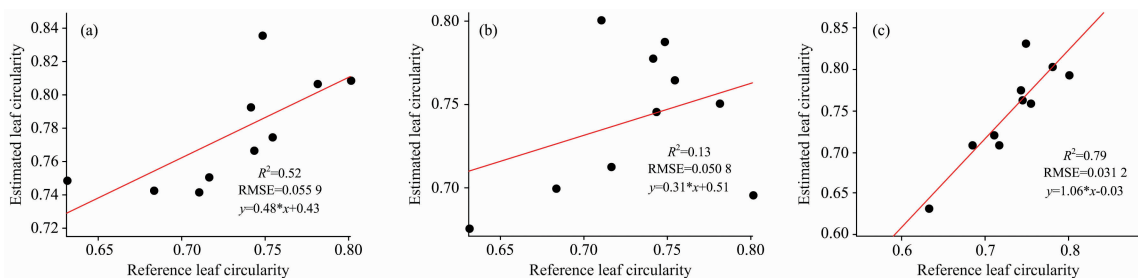 (a)
Estimated leaf circularity
0.84
0.82
0.80
0.78
0.76
0.74
0.72
R²=0.52
RMSE=0.055 9
y=0.48*x+0.43
0.65 0.70 0.75 0.80
Reference leaf circularity
(b)
Estimated leaf circularity
0.80
0.75
0.70
R²=0.13
RMSE=0.050 8
y=0.31*x+0.51
0.65 0.70 0.75 0.80
Reference leaf circularity
(c)
Estimated leaf circularity
0.85
0.80
0.75
0.70
0.65
0.60
R²=0.79
RMSE=0.031 2
y=1.06*x-0.03
0.6 0.7 0.8
Reference leaf circularity